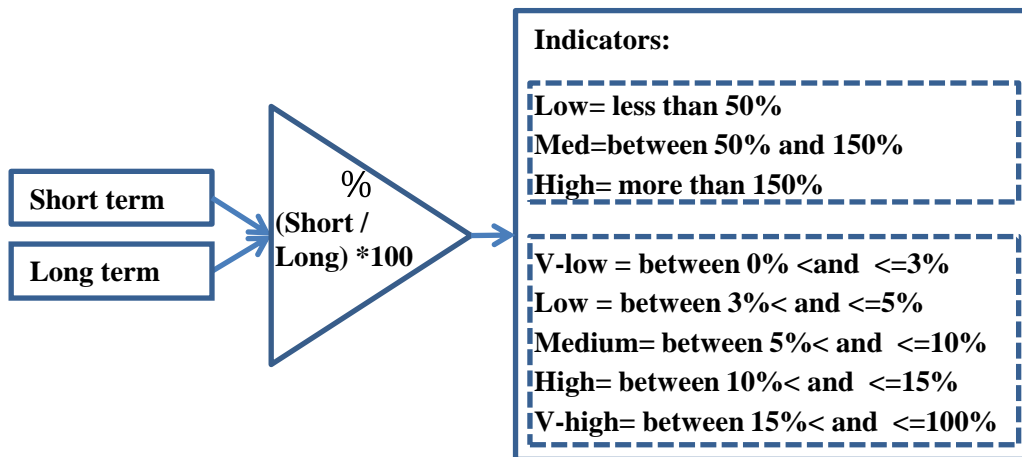 Short term
Long term
%
(Short /
Long) *100
Indicators:
Low= less than 50%
Med=between 50% and 150%
High= more than 150%
V-low = between 0% <and <=3%
Low = between 3%< and <=5%
Medium= between 5%< and <=10%
High= between 10%< and <=15%
V-high= between 15%< and <=100%